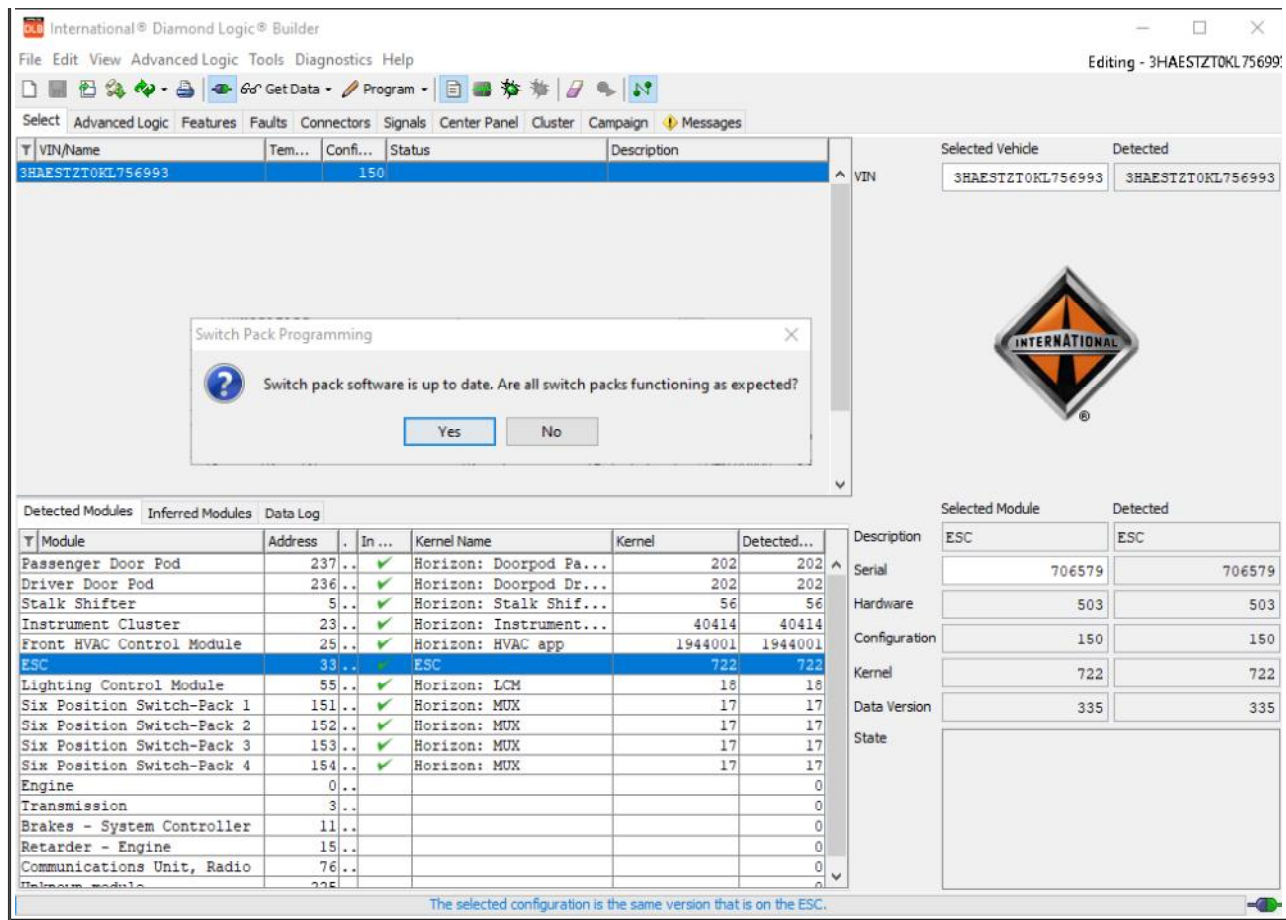 International® Diamond Logic® Builder
File Edit View Advanced Logic Tools Diagnostics Help
Editing - 3HAESTZT0KL756993
Get Data Program
Select Advanced Logic Features Faults Connectors Signals Center Panel Cluster Campaign Messages
VIN/Name Tem... Confi... Status Description
3HAESTZT0KL756993 150
Selected Vehicle Detected
VIN 3HAESTZT0KL756993 3HAESTZT0KL756993
INTERNATIONAL ®
Switch Pack Programming
Switch pack software is up to date. Are all switch packs functioning as expected?
Yes No
Detected Modules Inferred Modules Data Log
Module Address . In ... Kernel Name Kernel Detected...
Passenger Door Pod 237.. Horizon: Doorpod Pa... 202 202
Driver Door Pod 236.. Horizon: Doorpod Dr... 202 202
Stalk Shifter 5.. Horizon: Stalk Shif... 56 56
Instrument Cluster 23.. Horizon: Instrument... 40414 40414
Front HVAC Control Module 25.. Horizon: HVAC app 1944001 1944001
ESC 33.. ESC 722 722
Lighting Control Module 55.. Horizon: LCM 18 18
Six Position Switch-Pack 1 151.. Horizon: MUX 17 17
Six Position Switch-Pack 2 152.. Horizon: MUX 17 17
Six Position Switch-Pack 3 153.. Horizon: MUX 17 17
Six Position Switch-Pack 4 154.. Horizon: MUX 17 17
Engine 0.. 0
Transmission 3.. 0
Brakes - System Controller 11.. 0
Retarder - Engine 15.. 0
Communications Unit, Radio 76.. 0
Selected Module Detected
Description ESC ESC
Serial 706579 706579
Hardware 503 503
Configuration 150 150
Kernel 722 722
Data Version 335 335
State
The selected configuration is the same version that is on the ESC.